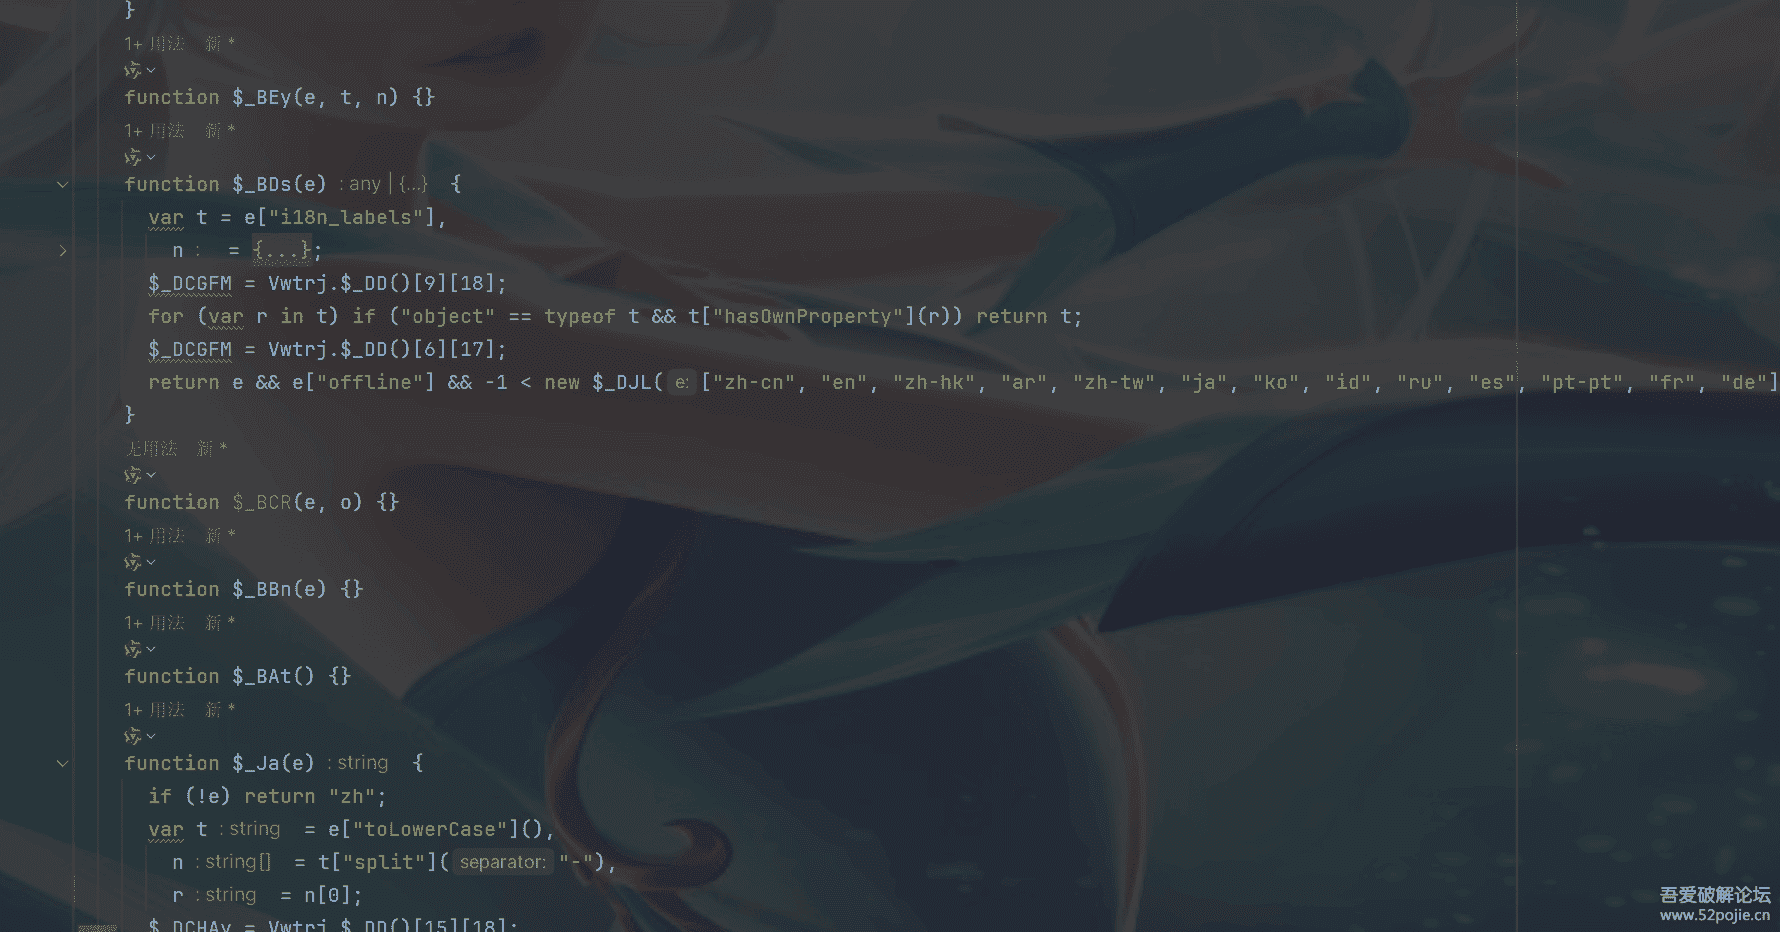 }
1+ 用法 新 *
function $_BEy(e, t, n) {}
1+ 用法 新 *
function $_BDs(e) : any | {...} {
var t = e["i18n_labels"],
n : = {...};
$_DCGFM = Vwtrj.$_DD()[9][18];
for (var r in t) if ("object" == typeof t && t["hasOwnProperty"](r)) return t;
$_DCGFM = Vwtrj.$_DD()[6][17];
return e && e["offline"] && -1 < new $_DJL( e: ["zh-cn", "en", "zh-hk", "ar", "zh-tw", "ja", "ko", "id", "ru", "es", "pt-pt", "fr", "de"]
}
无用法 新 *
function $_BCR(e, o) {}
1+ 用法 新 *
function $_BBn(e) {}
1+ 用法 新 *
function $_BAt() {}
1+ 用法 新 *
function $_Ja(e) : string {
if (!e) return "zh";
var t : string = e["toLowerCase"](),
n : string[] = t["split"]( separator: "-"),
r : string = n[0];
$_DCHAy = Vwtrj.$_DD()[15][18];
吾爱破解论坛
www.52pojie.cn